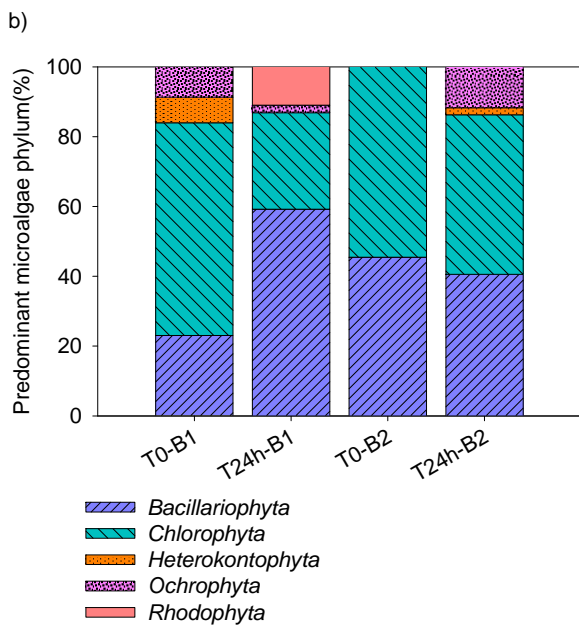 b)
Predominant microalgae phylum(%)
100
80
60
40
20
0
T0-B1
T24h-B1
T0-B2
T24h-B2
Bacillariophyta
Chlorophyta
Heterokontophyta
Ochrophyta
Rhodophyta